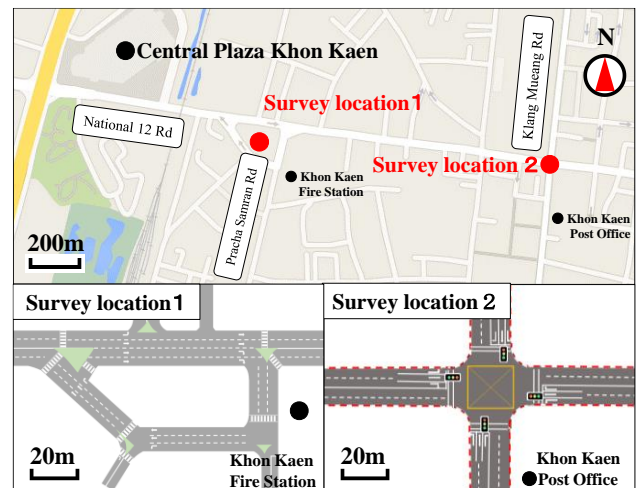 Central Plaza Khon Kaen
N
Klang Mueang Rd
Survey location 1
National 12 Rd
Survey location 2
Khon Kaen
Fire Station
Pracha Samran Rd
Khon Kaen
Post Office
200m
Survey location 1
20m
Khon Kaen
Fire Station
Survey location 2
20m
Khon Kaen
Post Office